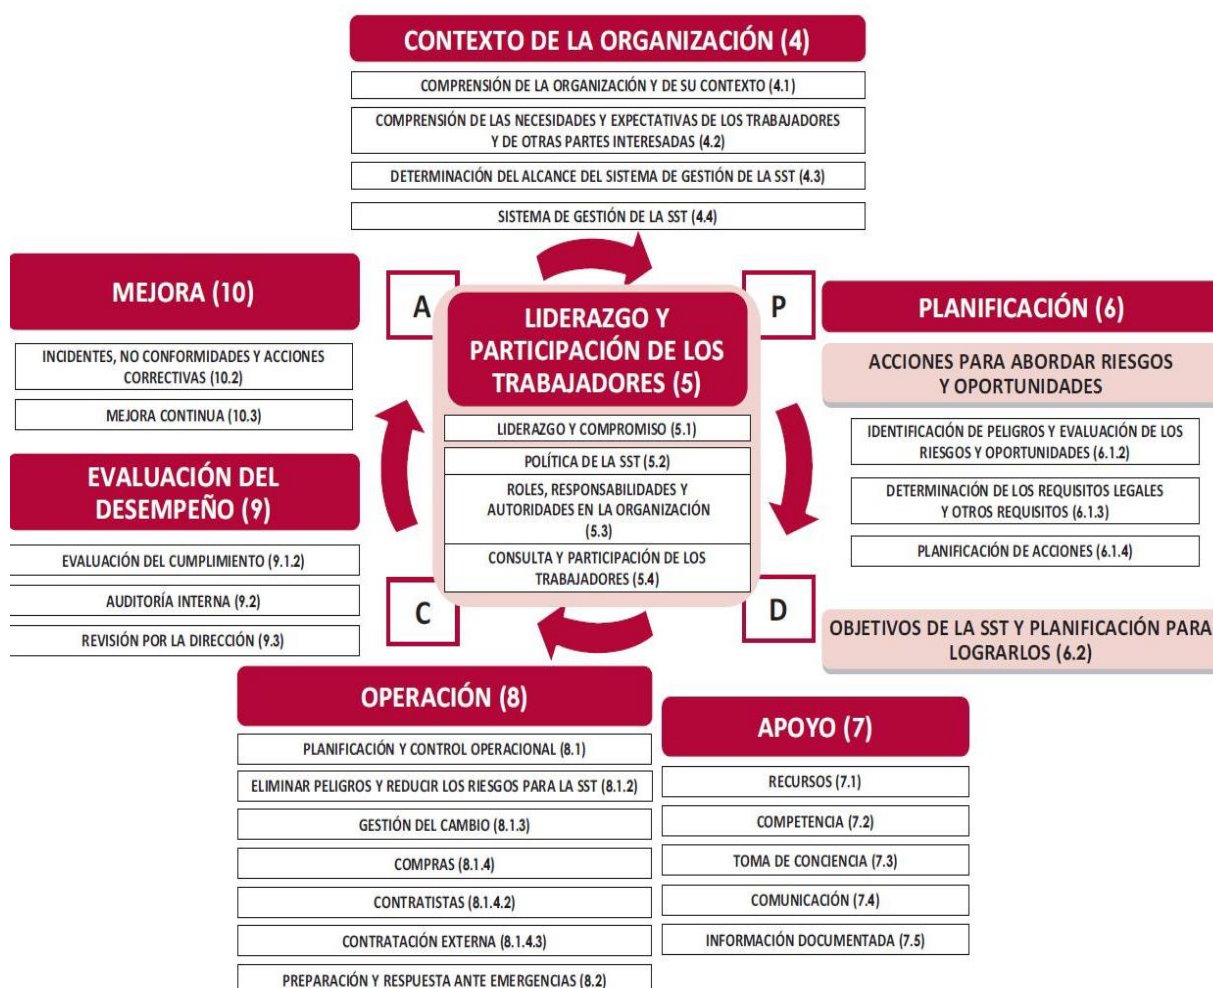 CONTEXTO DE LA ORGANIZACIÓN (4)
COMPRENSIÓN DE LA ORGANIZACIÓN Y DE SU CONTEXTO (4.1)
COMPRENSIÓN DE LAS NECESIDADES Y EXPECTATIVAS DE LOS TRABAJADORES
Y DE OTRAS PARTES INTERESADAS (4.2)
DETERMINACIÓN DEL ALCANCE DEL SISTEMA DE GESTIÓN DE LA SST (4.3)
SISTEMA DE GESTIÓN DE LA SST (4.4)
MEJORA (10)
INCIDENTES, NO CONFORMIDADES Y ACCIONES
CORRECTIVAS (10.2)
MEJORA CONTINUA (10.3)
EVALUACIÓN DEL
DESEMPEÑO (9)
EVALUACIÓN DEL CUMPLIMIENTO (9.1.2)
AUDITORÍA INTERNA (9.2)
REVISIÓN POR LA DIRECCIÓN (9.3)
A
P
C
D
LIDERAZGO Y
PARTICIPACIÓN DE LOS
TRABAJADORES (5)
LIDERAZGO Y COMPROMISO (5.1)
POLÍTICA DE LA SST (5.2)
ROLES, RESPONSABILIDADES Y
AUTORIDADES EN LA ORGANIZACIÓN
(5.3)
CONSULTA Y PARTICIPACIÓN DE LOS
TRABAJADORES (5.4)
PLANIFICACIÓN (6)
ACCIONES PARA ABORDAR RIESGOS
Y OPORTUNIDADES
IDENTIFICACIÓN DE PELIGROS Y EVALUACIÓN DE LOS
RIESGOS Y OPORTUNIDADES (6.1.2)
DETERMINACIÓN DE LOS REQUISITOS LEGALES
Y OTROS REQUISITOS (6.1.3)
PLANIFICACIÓN DE ACCIONES (6.1.4)
OBJETIVOS DE LA SST Y PLANIFICACIÓN PARA
LOGRARLOS (6.2)
OPERACIÓN (8)
PLANIFICACIÓN Y CONTROL OPERACIONAL (8.1)
ELIMINAR PELIGROS Y REDUCIR LOS RIESGOS PARA LA SST (8.1.2)
GESTIÓN DEL CAMBIO (8.1.3)
COMPRAS (8.1.4)
CONTRATISTAS (8.1.4.2)
CONTRATACIÓN EXTERNA (8.1.4.3)
PREPARACIÓN Y RESPUESTA ANTE EMERGENCIAS (8.2)
APOYO (7)
RECURSOS (7.1)
COMPETENCIA (7.2)
TOMA DE CONCIENCIA (7.3)
COMUNICACIÓN (7.4)
INFORMACIÓN DOCUMENTADA (7.5)